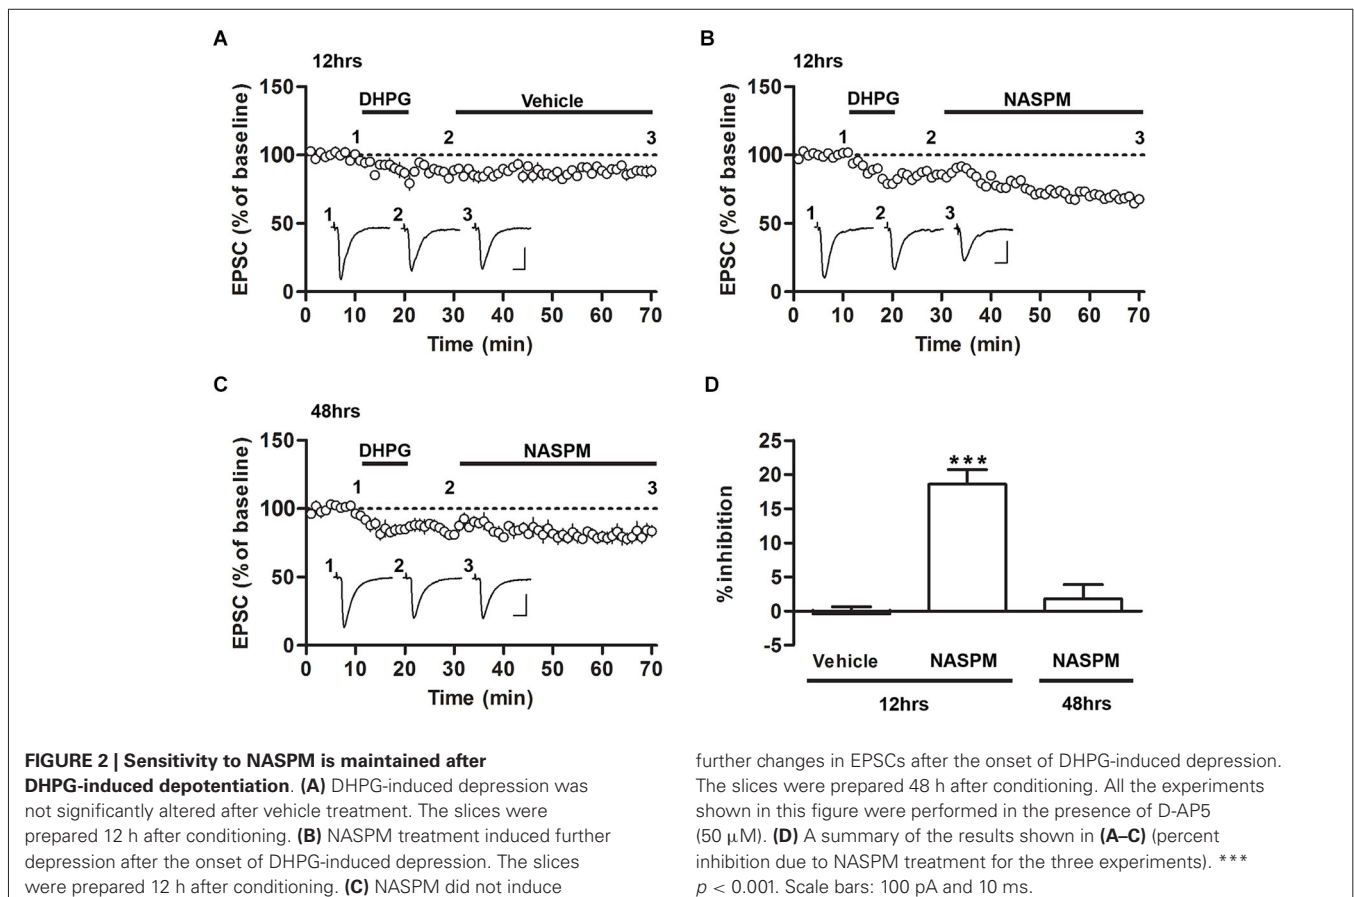 A
12hrs
150
100
50
0
EPSC (% of baseline)
DHPG
Vehicle
1
2
3
1
2
3
0 10 20 30 40 50 60 70
Time (min)
B
12hrs
150
100
50
0
EPSC (% of baseline)
DHPG
NASPM
1
2
3
1
2
3
0 10 20 30 40 50 60 70
Time (min)
C
48hrs
150
100
50
0
EPSC (% of baseline)
DHPG
NASPM
1
2
3
1
2
3
0 10 20 30 40 50 60 70
Time (min)
D
25
20
15
10
5
0
-5
% inhibition
***
Vehicle NASPM NASPM
12hrs 48hrs
FIGURE 2 | Sensitivity to NASPM is maintained after
DHPG-induced depotentiation. (A) DHPG-induced depression was
not significantly altered after vehicle treatment. The slices were
prepared 12 h after conditioning. (B) NASPM treatment induced further
depression after the onset of DHPG-induced depression. The slices
were prepared 12 h after conditioning. (C) NASPM did not induce
further changes in EPSCs after the onset of DHPG-induced depression.
The slices were prepared 48 h after conditioning. All the experiments
shown in this figure were performed in the presence of D-AP5
(50 μM). (D) A summary of the results shown in (A–C) (percent
inhibition due to NASPM treatment for the three experiments). ***
p < 0.001. Scale bars: 100 pA and 10 ms.